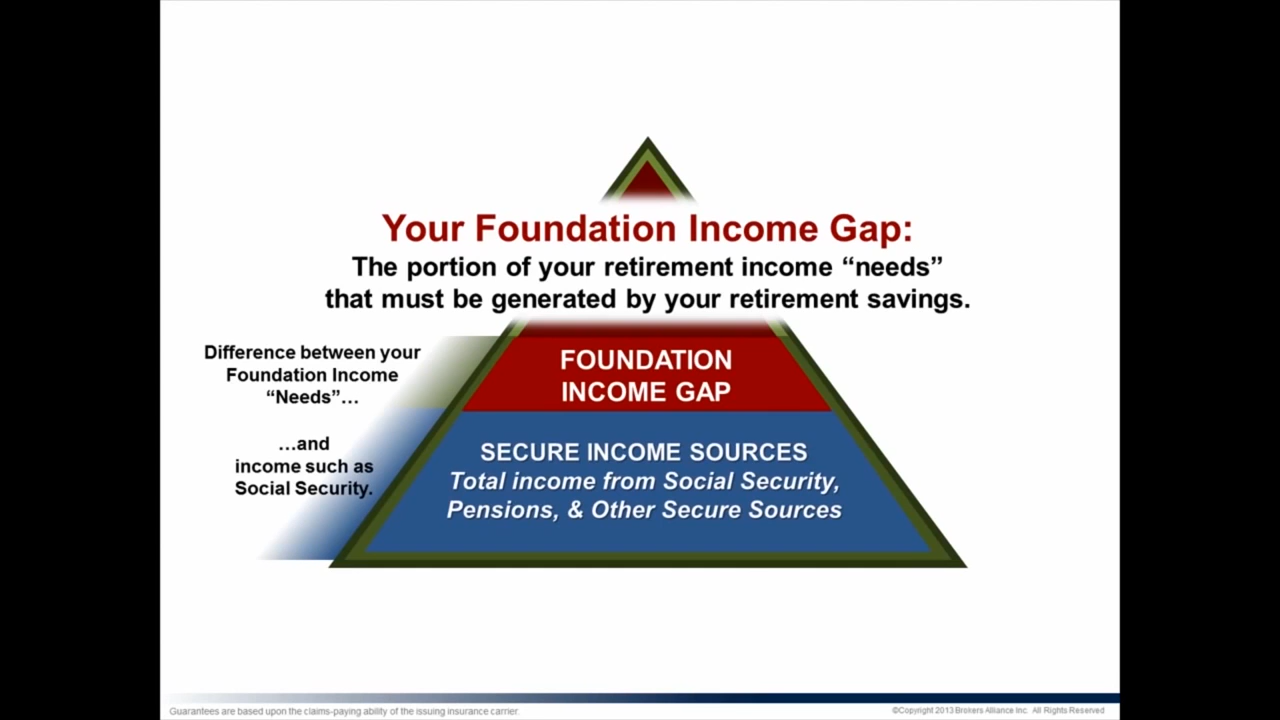 Your Foundation Income Gap:
The portion of your retirement income “needs”
that must be generated by your retirement savings.
Difference between your
Foundation Income
“Needs”…
…and
income such as
Social Security.
FOUNDATION
INCOME GAP
SECURE INCOME SOURCES
Total income from Social Security,
Pensions, & Other Secure Sources
Guarantees are based upon the claims-paying ability of the issuing insurance carrier.
©Copyright 2013 Brokers Alliance Inc. All Rights Reserved